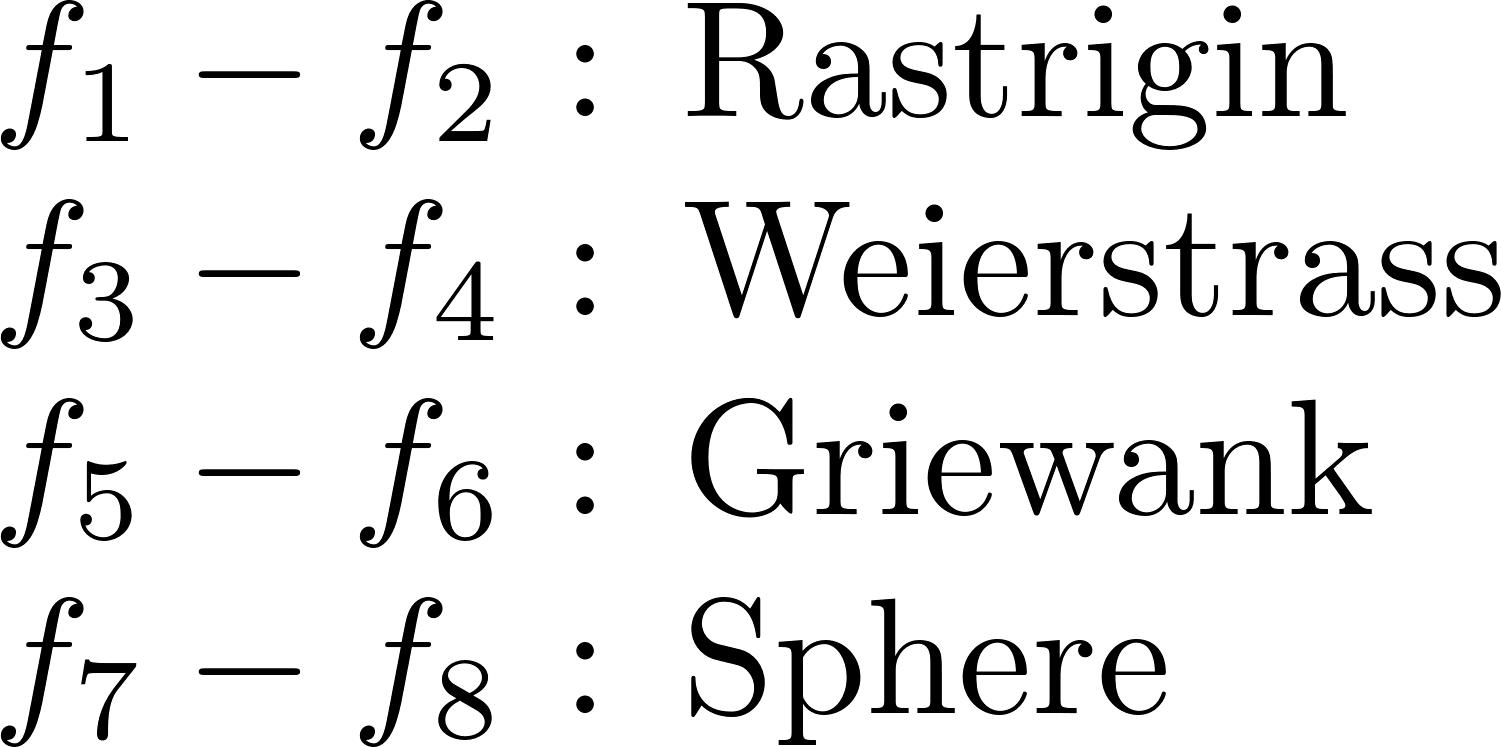 f₁ − f₂ : Rastrigin
f₃ − f₄ : Weierstrass
f₅ − f₆ : Griewank
f₇ − f₈ : Sphere